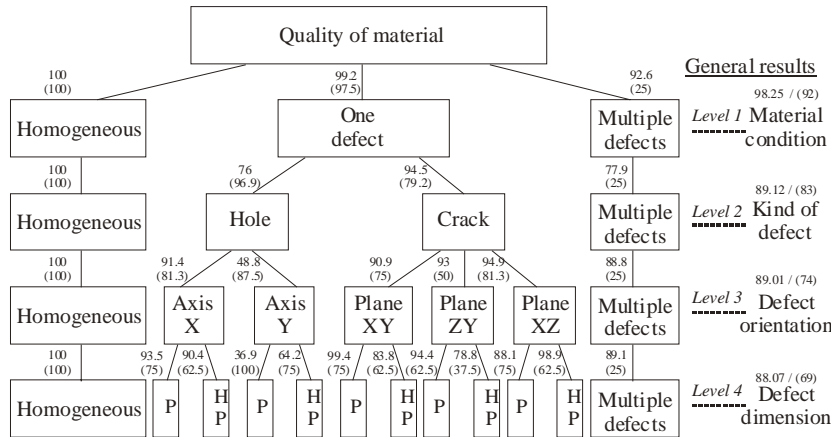 Quality of material
100
(100)
99.2
(97.5)
92.6
(25)
General results
Homogeneous
One
defect
Multiple
defects
Level 1
98.25 / (92)
Material
condition
100
(100)
76
(96.9)
94.5
(79.2)
77.9
(25)
Homogeneous
Hole
Crack
Multiple
defects
Level 2
89.12 / (83)
Kind of
defect
100
(100)
91.4
(81.3)
48.8
(87.5)
90.9
(75)
93
(50)
94.9
(81.3)
88.8
(25)
Homogeneous
Axis
X
Axis
Y
Plane
XY
Plane
ZY
Plane
XZ
Multiple
defects
Level 3
89.01 / (74)
Defect
orientation
100
(100)
93.5
(75)
90.4
(62.5)
36.9
(100)
64.2
(75)
99.4
(75)
83.8
(62.5)
94.4
(62.5)
78.8
(37.5)
88.1
(75)
98.9
(62.5)
89.1
(25)
Homogeneous
P
H
P
P
H
P
P
H
P
P
H
P
P
H
P
Multiple
defects
Level 4
88.07 / (69)
Defect
dimension